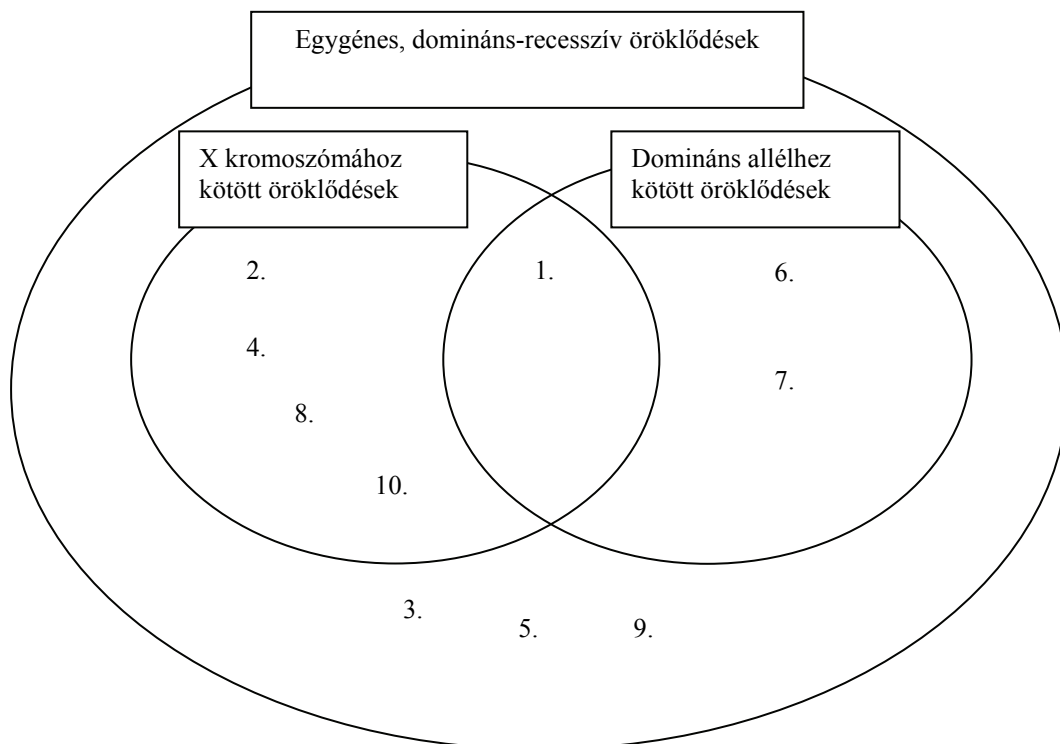 Egygénes, domináns-recesszív öröklődések
X kromoszómához
kötött öröklődések
Domináns allélhez
kötött öröklődések
2.
1.
6.
4.
7.
8.
10.
3.
5.
9.